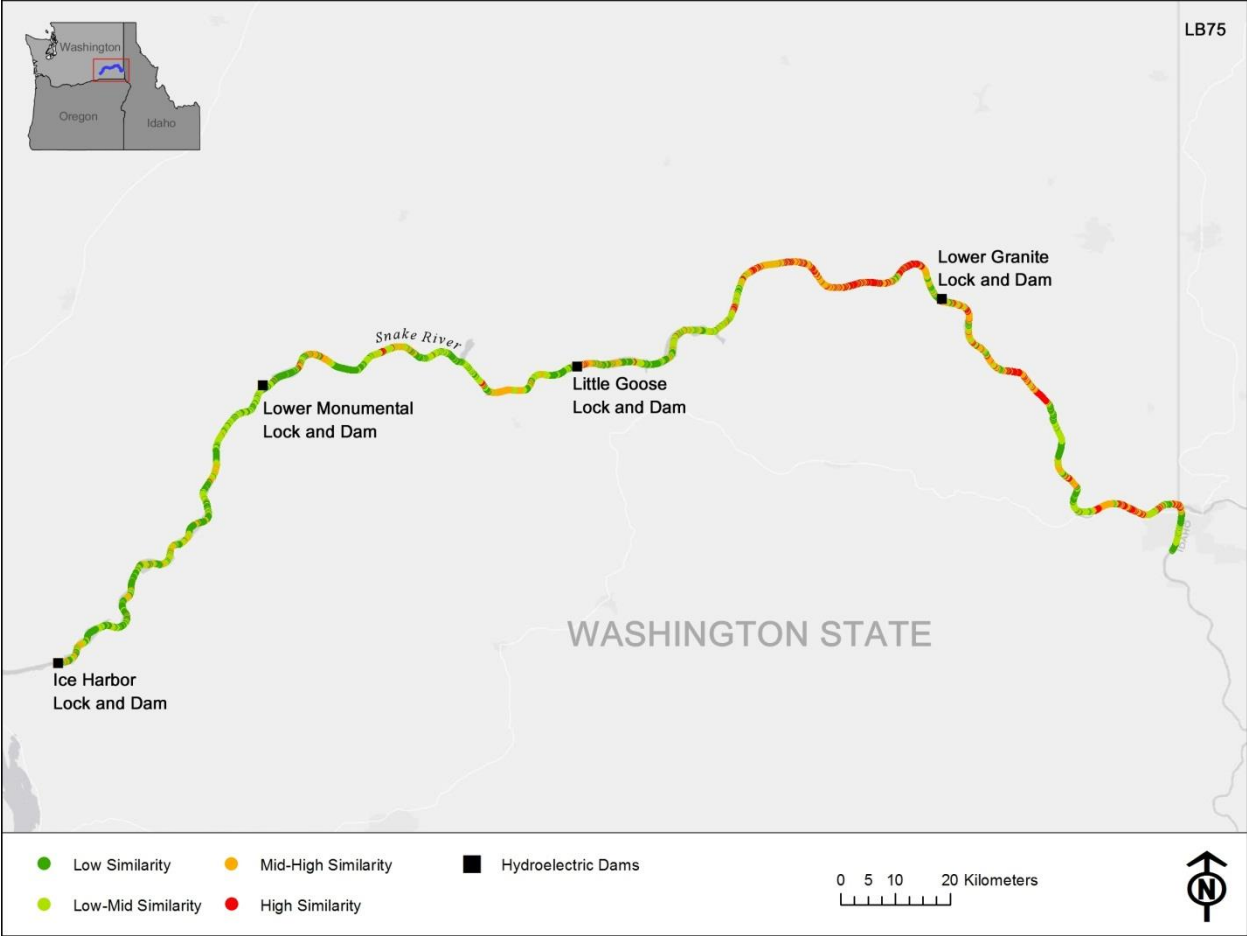 LB75
Washington
Oregon
Idaho
Lower Granite
Lock and Dam
Snake River
Little Goose
Lock and Dam
Lower Monumental
Lock and Dam
IDAHO
WASHINGTON STATE
Ice Harbor
Lock and Dam
Low Similarity
Mid-High Similarity
Hydroelectric Dams
Low-Mid Similarity
High Similarity
0 5 10 20 Kilometers
N